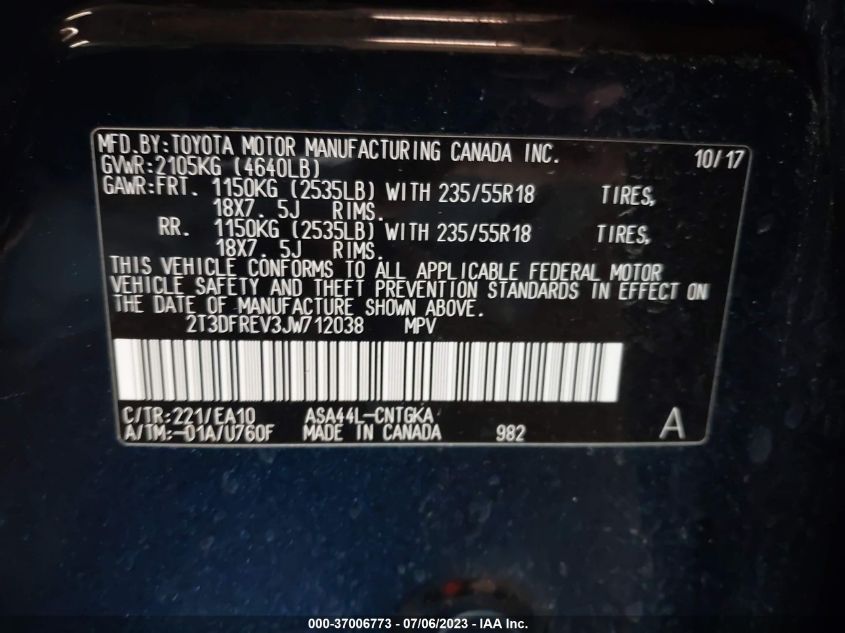 MFD.BY:TOYOTA MOTOR MANUFACTURING CANADA INC. 10/17
GVWR:2105KG (4640LB)
GAWR:FRT. 1150KG (2535LB) WITH 235/55R18 TIRES,
18X7.5J RIMS.
RR. 1150KG (2535LB) WITH 235/55R18 TIRES,
18X7.5J RIMS.
THIS VEHICLE CONFORMS TO ALL APPLICABLE FEDERAL MOTOR
VEHICLE SAFETY AND THEFT PREVENTION STANDARDS IN EFFECT ON
THE DATE OF MANUFACTURE SHOWN ABOVE.
2T3DFREV3JW712038 MPV
C/TR:221/EA10 ASA44L-CNTGKA
A/TM:-01A/U760F MADE IN CANADA 982 A
000-37006773 - 07/06/2023 - IAA Inc.